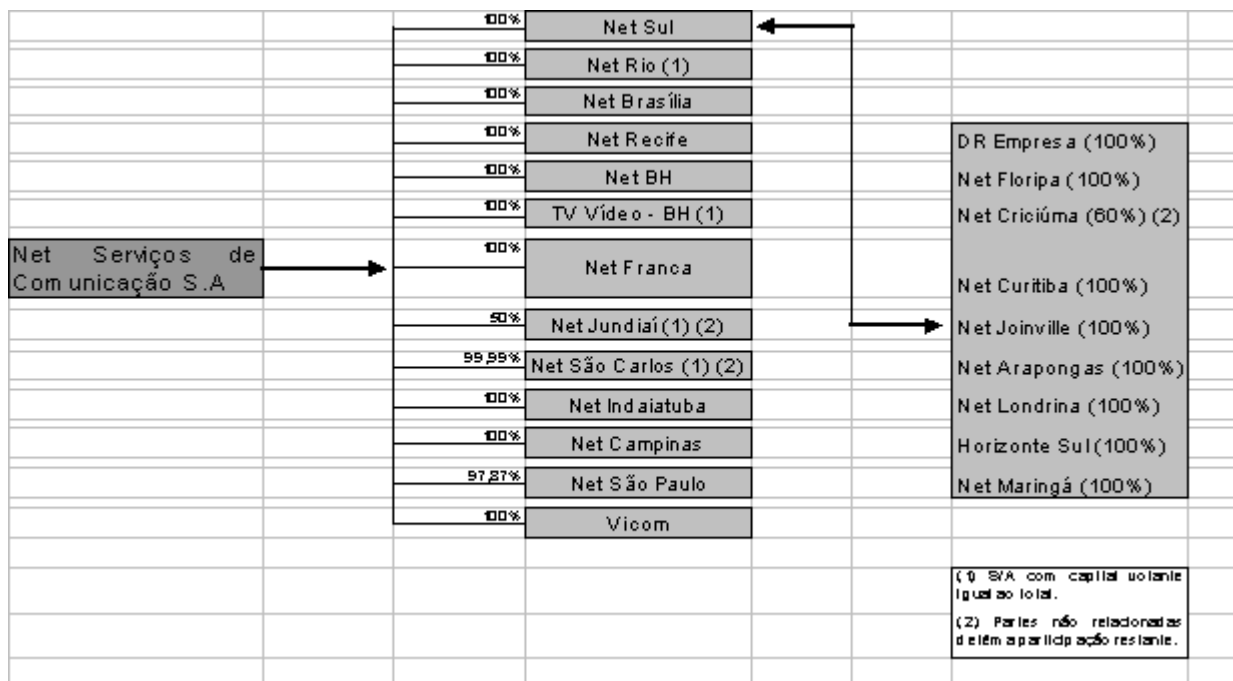 100%
Net Sul
100%
Net Rio (1)
100%
Net Brasília
100%
Net Recife
100%
Net BH
100%
TV Vídeo - BH (1)
Net Serviços de
Comunicação S.A
100%
Net Franca
50%
Net Jundiaí (1) (2)
99,99%
Net São Carlos (1) (2)
100%
Net Indaiatuba
100%
Net Campinas
97,87%
Net São Paulo
100%
Vicom
DR Empresa (100%)
Net Floripa (100%)
Net Criciúma (60%) (2)
Net Curitiba (100%)
Net Joinville (100%)
Net Arapongas (100%)
Net Londrina (100%)
Horizonte Sul (100%)
Net Maringá (100%)
(1) S/A com capital votante
igual ao total.
(2) Partes não relacionadas
detêm a participação restante.